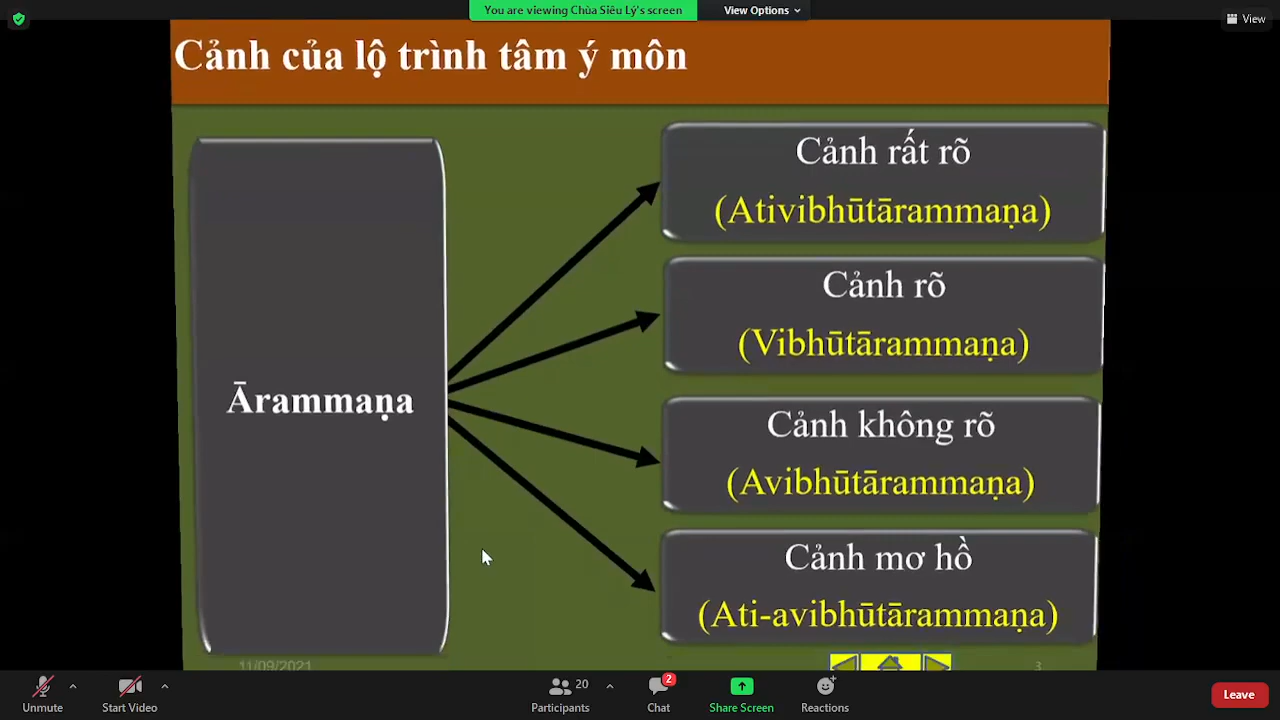 You are viewing Chùa Siêu Lý's screen
View Options
View
Cảnh của lộ trình tâm ý môn
Ārammaṇa
Cảnh rất rõ
(Ativibhūtārammaṇa)
Cảnh rõ
(Vibhūtārammaṇa)
Cảnh không rõ
(Avibhūtārammaṇa)
Cảnh mơ hồ
(Ati-avibhūtārammaṇa)
11/09/2021
3
Unmute
Start Video
20
Participants
2
Chat
Share Screen
Reactions
Leave